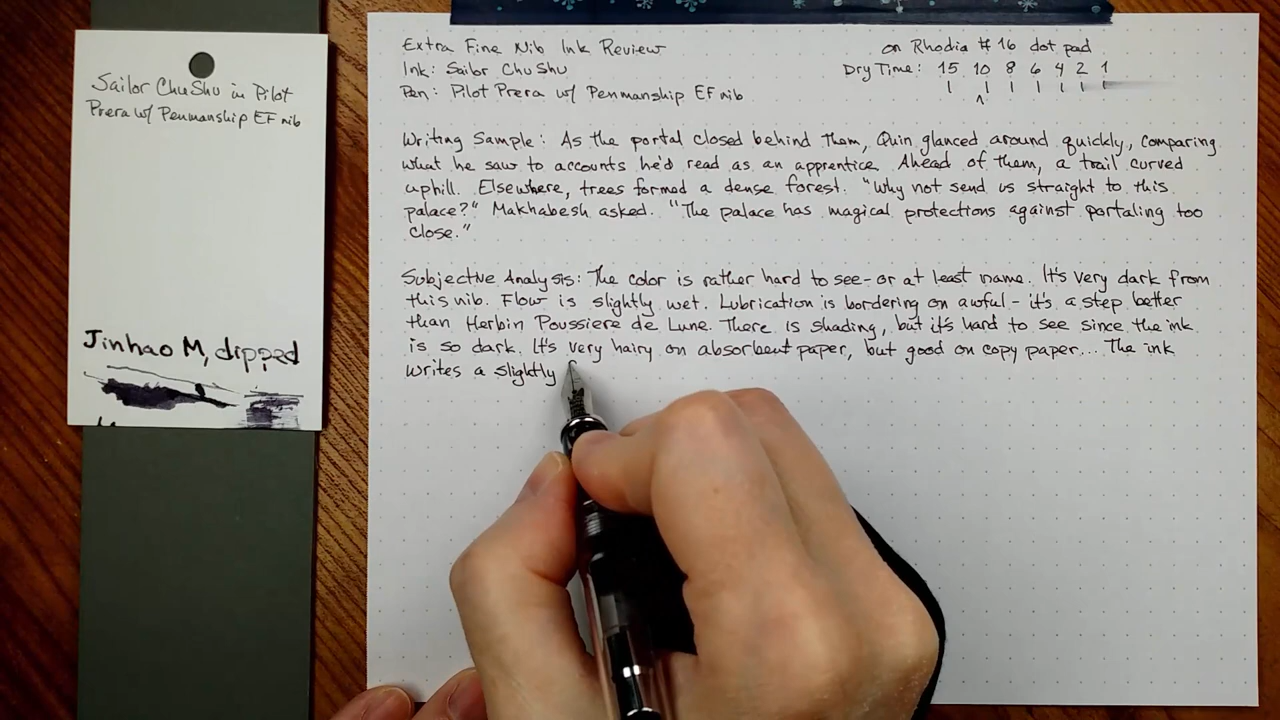 Sailor Chu Shu in Pilot
Prera w/ Penmanship EF nib
Jinhao M, dipped
Extra Fine Nib Ink Review
Ink: Sailor Chu Shu
Pen: Pilot Prera w/ Penmanship EF nib
on Rhodia #16 dot pad
Dry Time: 15 10 8 6 4 2 1
Writing Sample: As the portal closed behind them, Quin glanced around quickly, comparing
what he saw to accounts he'd read as an apprentice. Ahead of them, a trail curved
uphill. Elsewhere, trees formed a dense forest. "Why not send us straight to this
palace?" Makhabesh asked. "The palace has magical protections against portaling too
close."
Subjective Analysis: The color is rather hard to see - or at least name. It's very dark from
this nib. Flow is slightly wet. Lubrication is bordering on awful - it's a step better
than Herbin Poussiere de Lune. There is shading, but it's hard to see since the ink
is so dark. It's very hairy on absorbent paper, but good on copy paper... The ink
writes a slightly